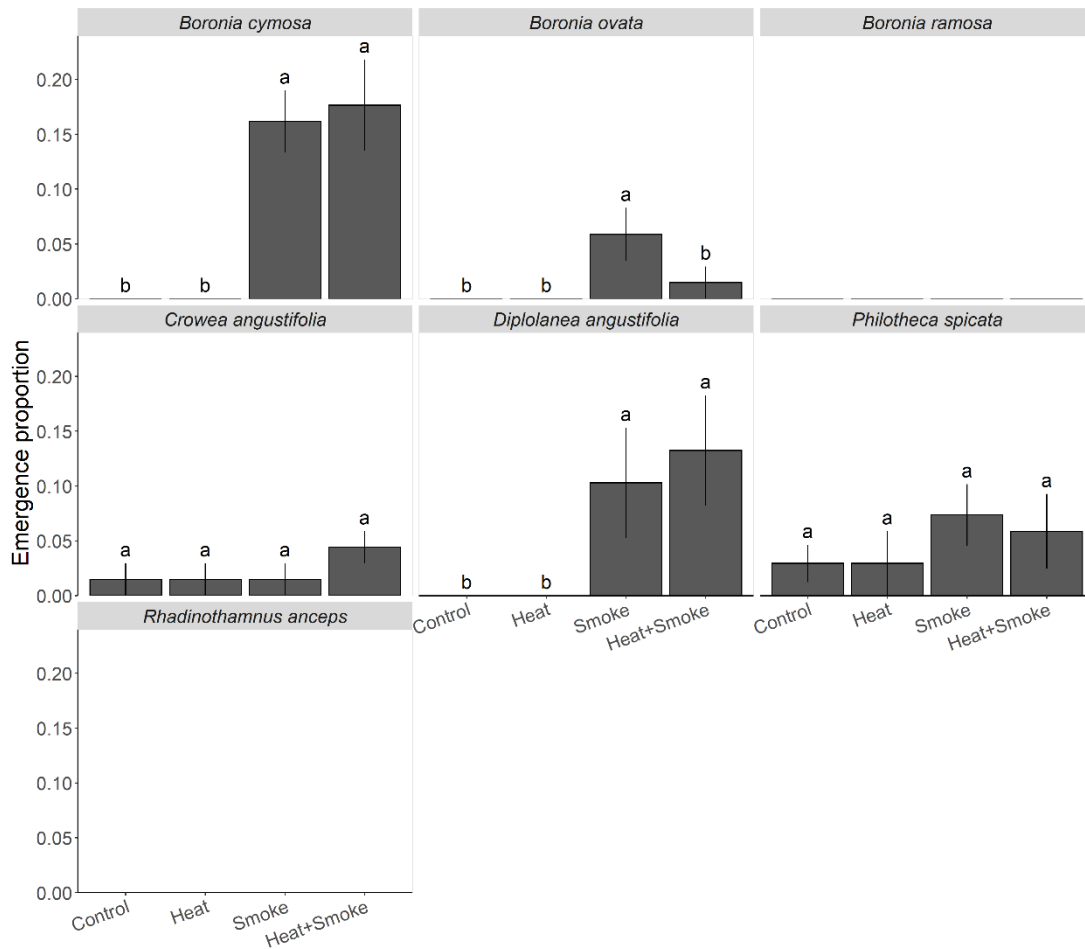 Boronia cymosa
Boronia ovata
Boronia ramosa
0.20
0.15
0.10
0.05
0.00
b b a a
b b a b
Crowea angustifolia
Diplolanea angustifolia
Philotheca spicata
Emergence proportion
0.20
0.15
0.10
0.05
0.00
a a a a
b b a a
a a a a
Control Heat Smoke Heat+Smoke
Control Heat Smoke Heat+Smoke
Rhadinothamnus anceps
0.20
0.15
0.10
0.05
0.00
Control Heat Smoke Heat+Smoke